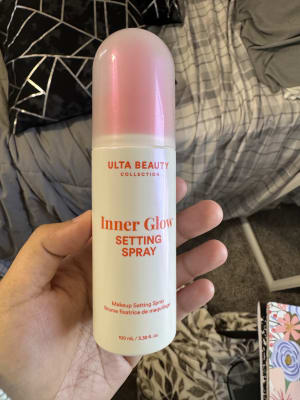 ULTA BEAUTY
COLLECTION
Inner Glow
SETTING
SPRAY
Makeup Setting Spray
Brume fixatrice de maquillage
100 mL / 3.38 fl. oz.